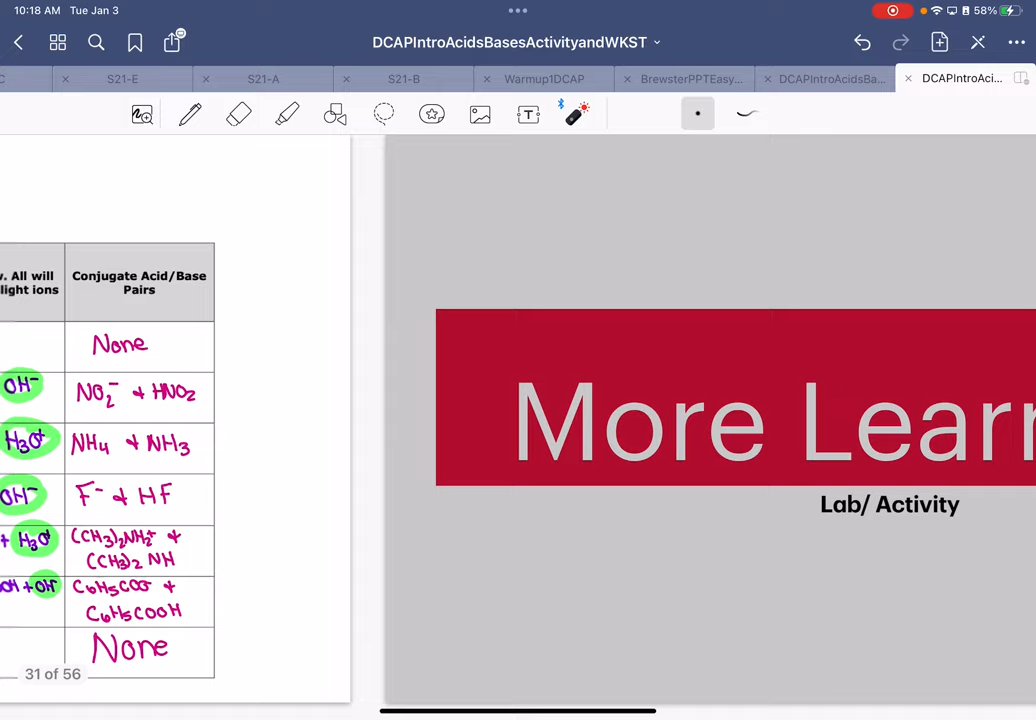 10:18 AM Tue Jan 3
58%
DCAPIntroAcidsBasesActivityandWKST
C
S21-E
S21-A
S21-B
Warmup1DCAP
BrewsterPPTEasy...
DCAPIntroAcidsBa...
DCAPIntroAci...
T
. All will
light ions
Conjugate Acid/Base
Pairs
None
OH⁻
NO₂⁻ + HNO₂
H₃O⁺
NH₄ + NH₃
OH⁻
F⁻ + HF
+ H₃O⁺
(CH₃)₂NH₂⁺ +
(CH₃)₂ NH
OH + OH⁻
C₆H₅COO⁻ +
C₆H₅COOH
None
31 of 56
More Lear
Lab/ Activity